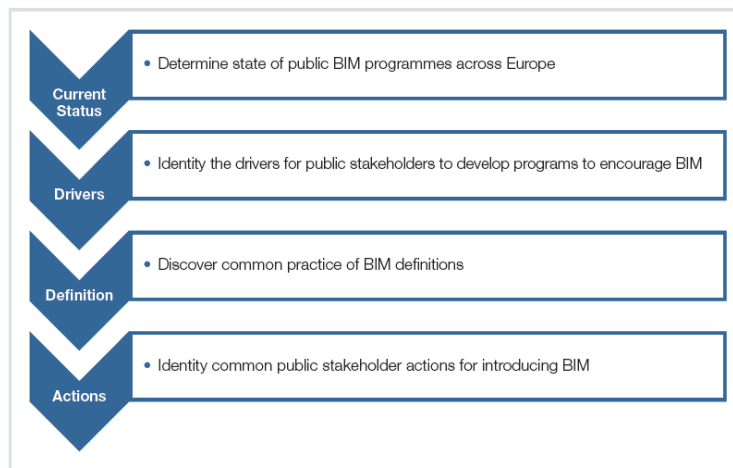 Current
Status
• Determine state of public BIM programmes across Europe
Drivers
• Identity the drivers for public stakeholders to develop programs to encourage BIM
Definition
• Discover common practice of BIM definitions
Actions
• Identity common public stakeholder actions for introducing BIM